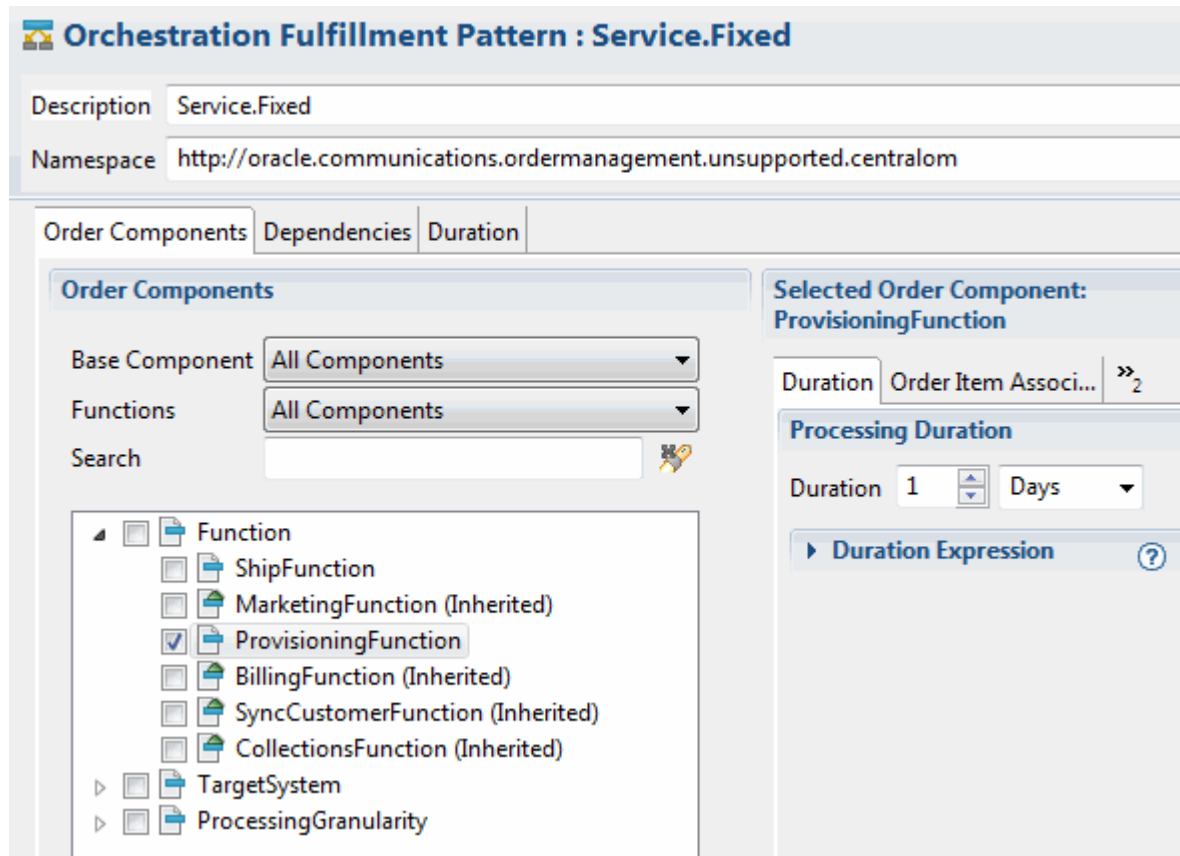 Orchestration Fulfillment Pattern : Service.Fixed
Description Service.Fixed
Namespace http://oracle.communications.ordermanagement.unsupported.centralom
Order Components Dependencies Duration
Order Components
Base Component All Components
Functions All Components
Search
Function
ShipFunction
MarketingFunction (Inherited)
ProvisioningFunction
BillingFunction (Inherited)
SyncCustomerFunction (Inherited)
CollectionsFunction (Inherited)
TargetSystem
ProcessingGranularity
Selected Order Component:
ProvisioningFunction
Duration Order Item Associ... »2
Processing Duration
Duration 1 Days
Duration Expression ?